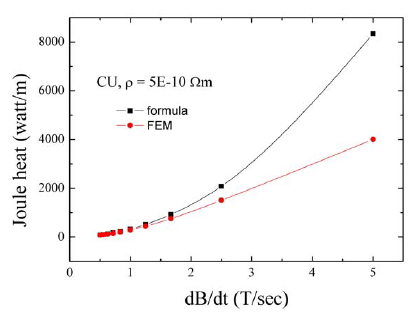 8000
6000
4000
2000
0
Joule heat (watt/m)
CU, ρ = 5E-10 Ωm
formula
FEM
0 1 2 3 4 5
dB/dt (T/sec)